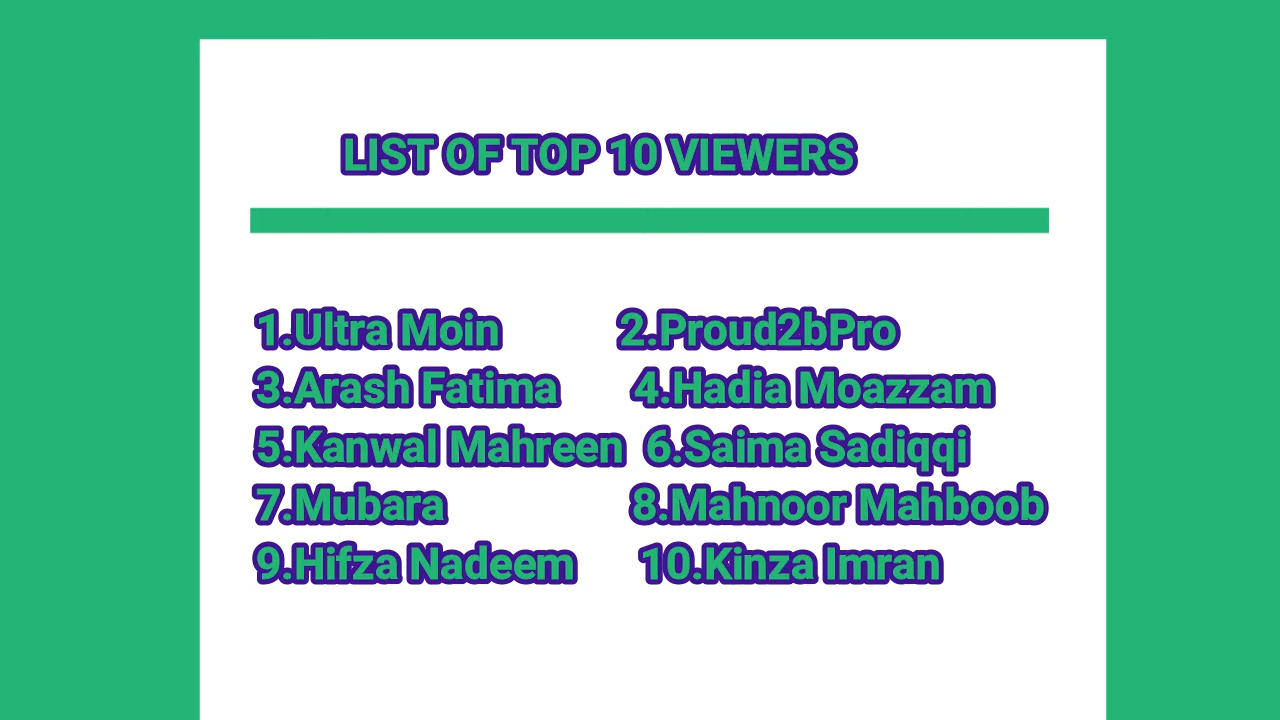 LIST OF TOP 10 VIEWERS
1.Ultra Moin 2.Proud2bPro
3.Arash Fatima 4.Hadia Moazzam
5.Kanwal Mahreen 6.Saima Sadiqqi
7.Mubara 8.Mahnoor Mahboob
9.Hifza Nadeem 10.Kinza Imran